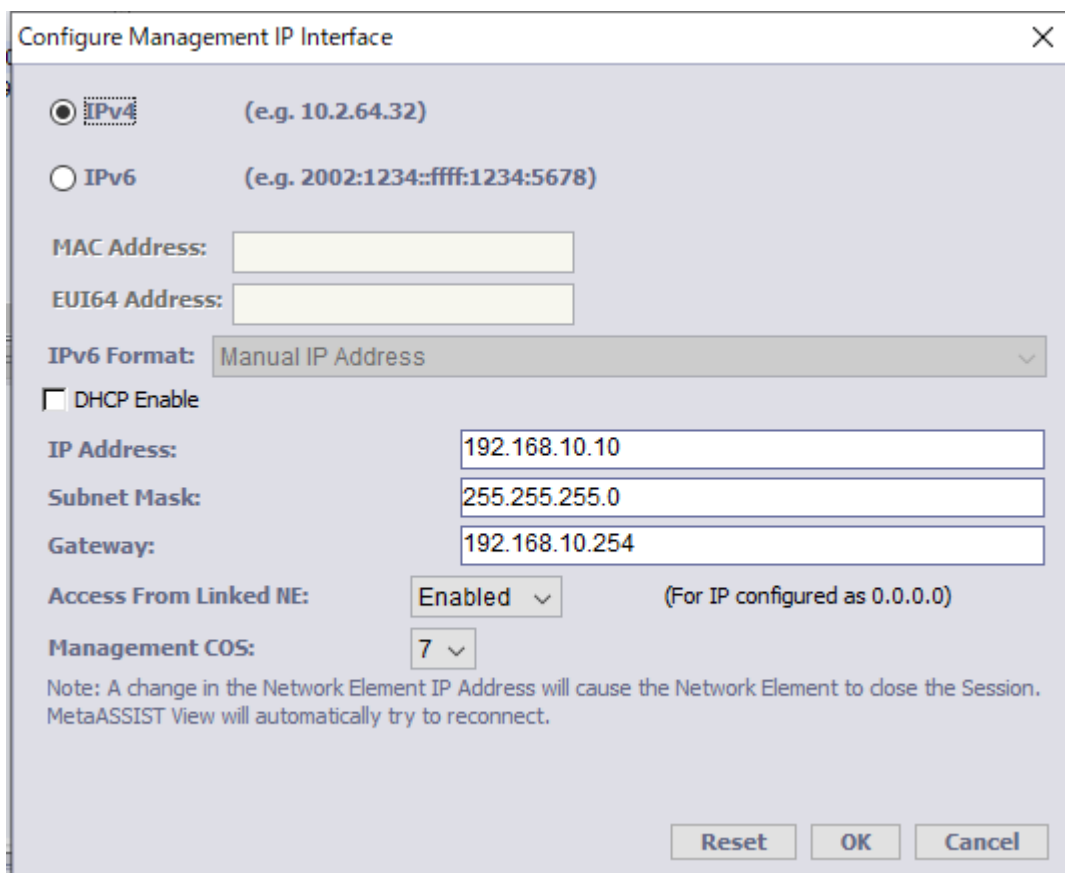 Configure Management IP Interface
IPv4 (e.g. 10.2.64.32)
IPv6 (e.g. 2002:1234::ffff:1234:5678)
MAC Address:
EUI64 Address:
IPv6 Format: Manual IP Address
DHCP Enable
IP Address: 192.168.10.10
Subnet Mask: 255.255.255.0
Gateway: 192.168.10.254
Access From Linked NE: Enabled (For IP configured as 0.0.0.0)
Management COS: 7
Note: A change in the Network Element IP Address will cause the Network Element to close the Session.
MetaASSIST View will automatically try to reconnect.
Reset OK Cancel